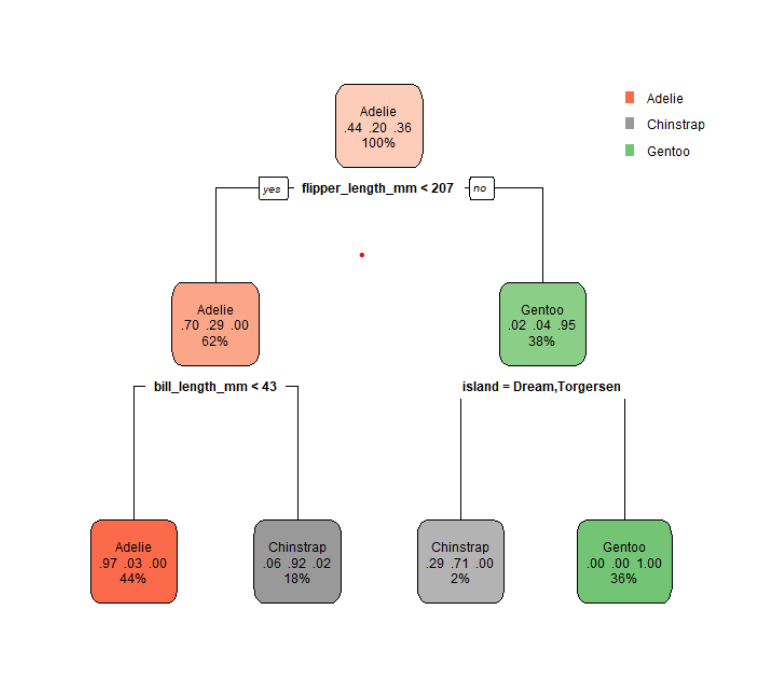 Adelie
.44 .20 .36
100%
Adelie
Chinstrap
Gentoo
yes
flipper_length_mm < 207
no
Adelie
.70 .29 .00
62%
Gentoo
.02 .04 .95
38%
bill_length_mm < 43
island = Dream,Torgersen
Adelie
.97 .03 .00
44%
Chinstrap
.06 .92 .02
18%
Chinstrap
.29 .71 .00
2%
Gentoo
.00 .00 1.00
36%